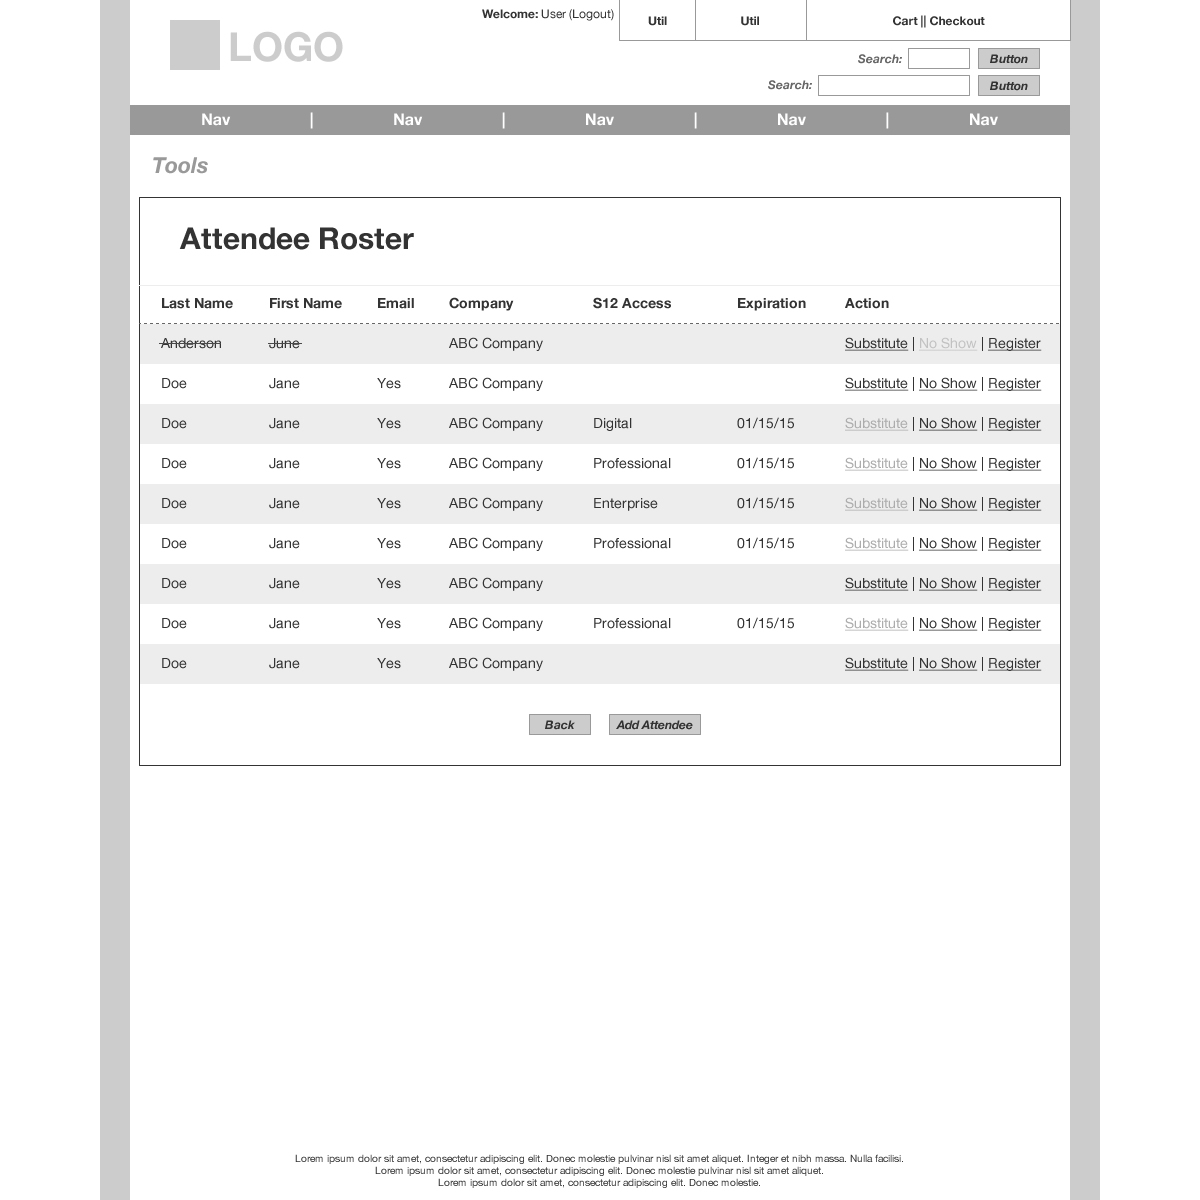 Welcome: User (Logout) Util Util Cart || Checkout
LOGO
Search: Button
Search: Button
Nav | Nav | Nav | Nav | Nav
Tools
Attendee Roster
Last Name First Name Email Company S12 Access Expiration Action
Anderson June ABC Company Substitute | No Show | Register
Doe Jane Yes ABC Company Substitute | No Show | Register
Doe Jane Yes ABC Company Digital 01/15/15 Substitute | No Show | Register
Doe Jane Yes ABC Company Professional 01/15/15 Substitute | No Show | Register
Doe Jane Yes ABC Company Enterprise 01/15/15 Substitute | No Show | Register
Doe Jane Yes ABC Company Professional 01/15/15 Substitute | No Show | Register
Doe Jane Yes ABC Company Substitute | No Show | Register
Doe Jane Yes ABC Company Professional 01/15/15 Substitute | No Show | Register
Doe Jane Yes ABC Company Substitute | No Show | Register
Back Add Attendee
Lorem ipsum dolor sit amet, consectetur adipiscing elit. Donec molestie pulvinar nisl sit amet aliquet. Integer et nibh massa. Nulla facilisi.
Lorem ipsum dolor sit amet, consectetur adipiscing elit. Donec molestie pulvinar nisl sit amet aliquet.
Lorem ipsum dolor sit amet, consectetur adipiscing elit. Donec molestie.